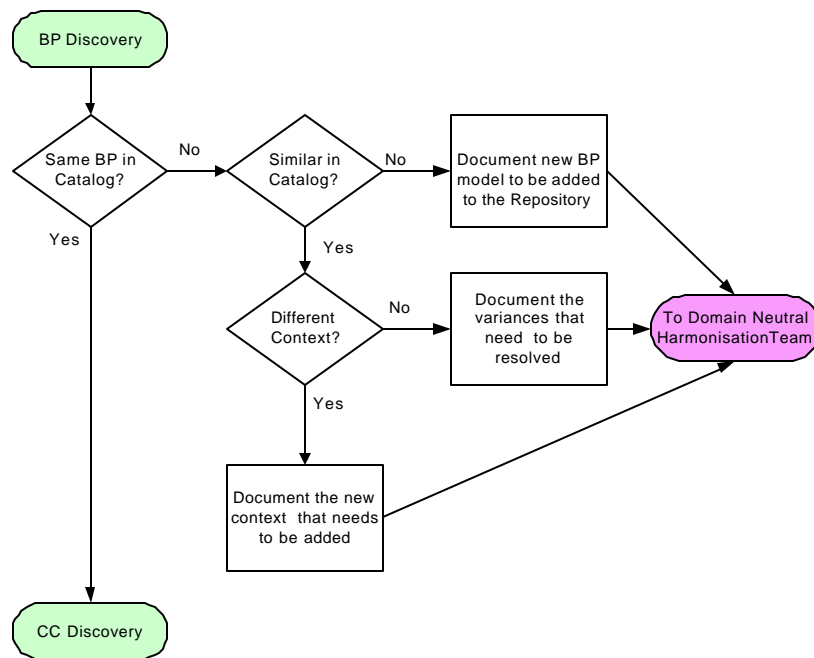 BP Discovery
Same BP in
Catalog?
No
Similar in
Catalog?
No
Document new BP
model to be added
to the Repository
Yes
Yes
Different
Context?
No
Document the
variances that
need to be
resolved
To Domain Neutral
HarmonisationTeam
Yes
Document the new
context that needs
to be added
CC Discovery